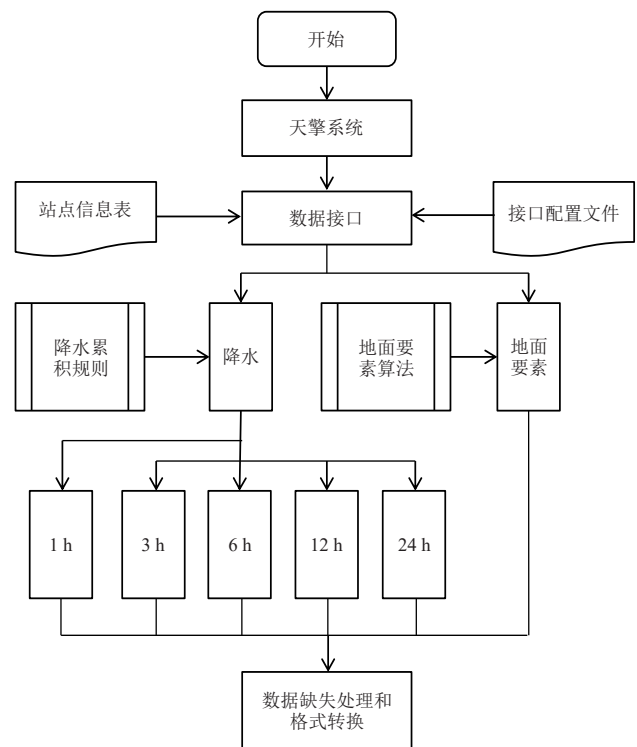 开始
天擎系统
站点信息表
数据接口
接口配置文件
降水累
积规则
降水
地面要
素算法
地面
要素
1 h
3 h
6 h
12 h
24 h
数据缺失处理和
格式转换